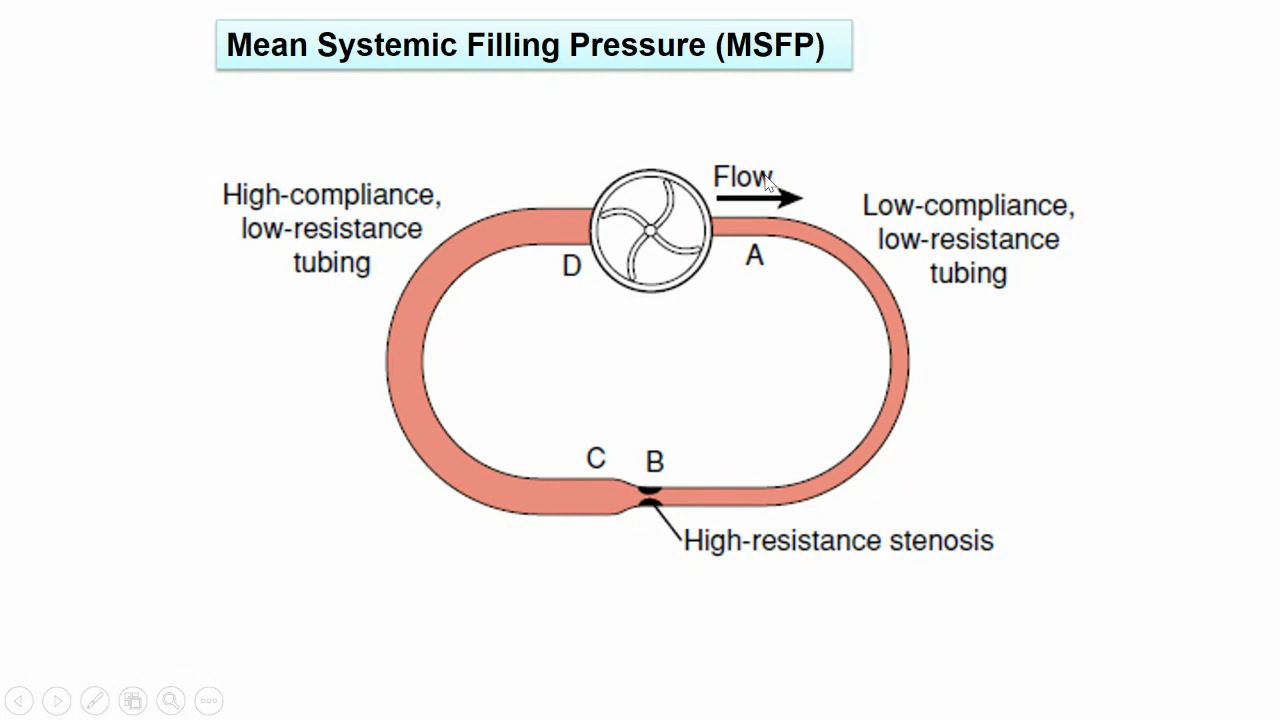 Mean Systemic Filling Pressure (MSFP)
Flow
High-compliance,
low-resistance
tubing
Low-compliance,
low-resistance
tubing
D
A
C
B
High-resistance stenosis